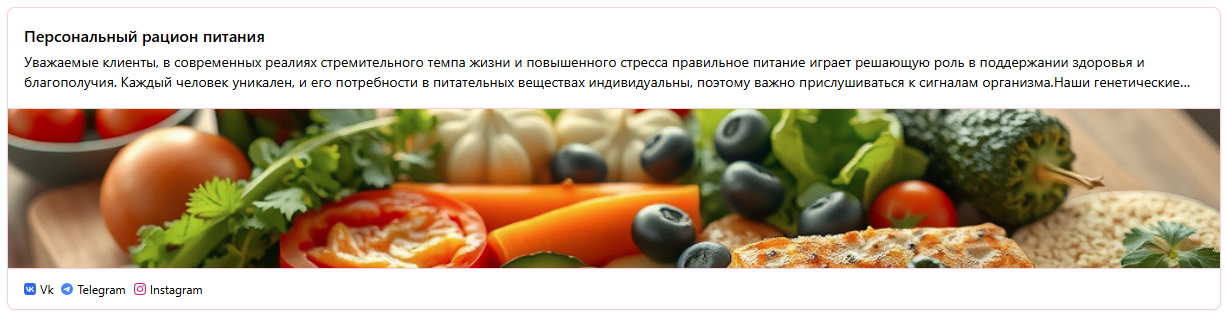 Персональный рацион питания
Уважаемые клиенты, в современных реалиях стремительного темпа жизни и повышенного стресса правильное питание играет решающую роль в поддержании здоровья и
благополучия. Каждый человек уникален, и его потребности в питательных веществах индивидуальны, поэтому важно прислушиваться к сигналам организма.Наши генетические...
Vk Telegram Instagram